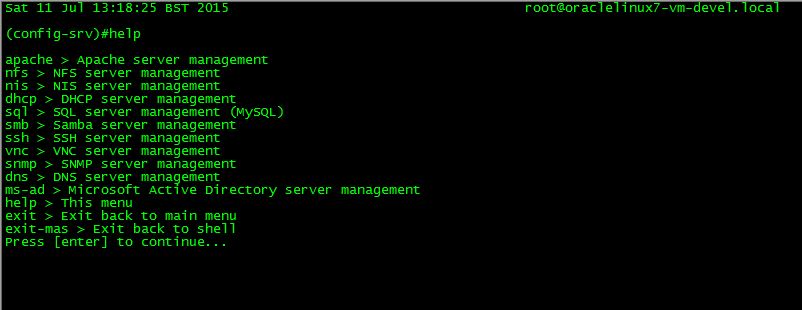 Sat 11 Jul 13:18:25 BST 2015 root@oraclelinux7-vm-devel.local
(config-srv)#help
apache > Apache server management
nfs > NFS server management
nis > NIS server management
dhcp > DHCP server management
sql > SQL server management (MySQL)
smb > Samba server management
ssh > SSH server management
vnc > VNC server management
snmp > SNMP server management
dns > DNS server management
ms-ad > Microsoft Active Directory server management
help > This menu
exit > Exit back to main menu
exit-mas > Exit back to shell
Press [enter] to continue...